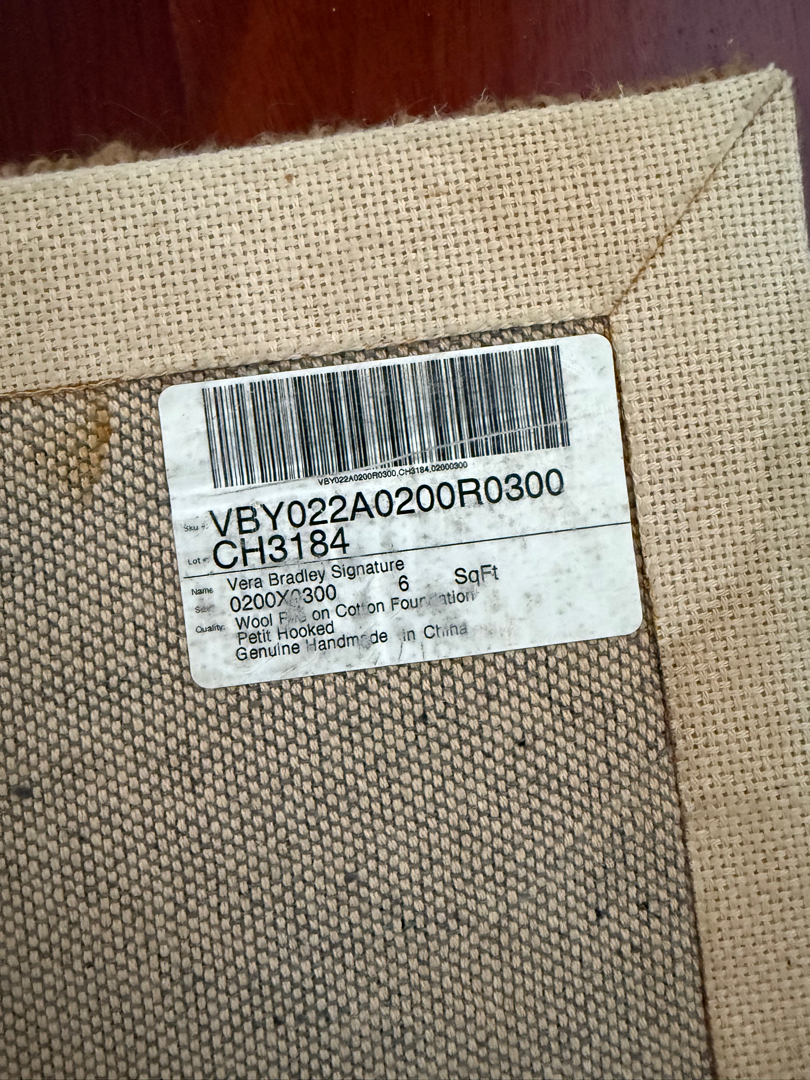 VBY022A0200R0300,CH3184,02000300
Sku #: VBY022A0200R0300
Lot #: CH3184
Name: Vera Bradley Signature
Size: 0200X0300 6 SqFt
Quality: Wool on Cotton Foundation
Petit Hooked
Genuine Handmade in China